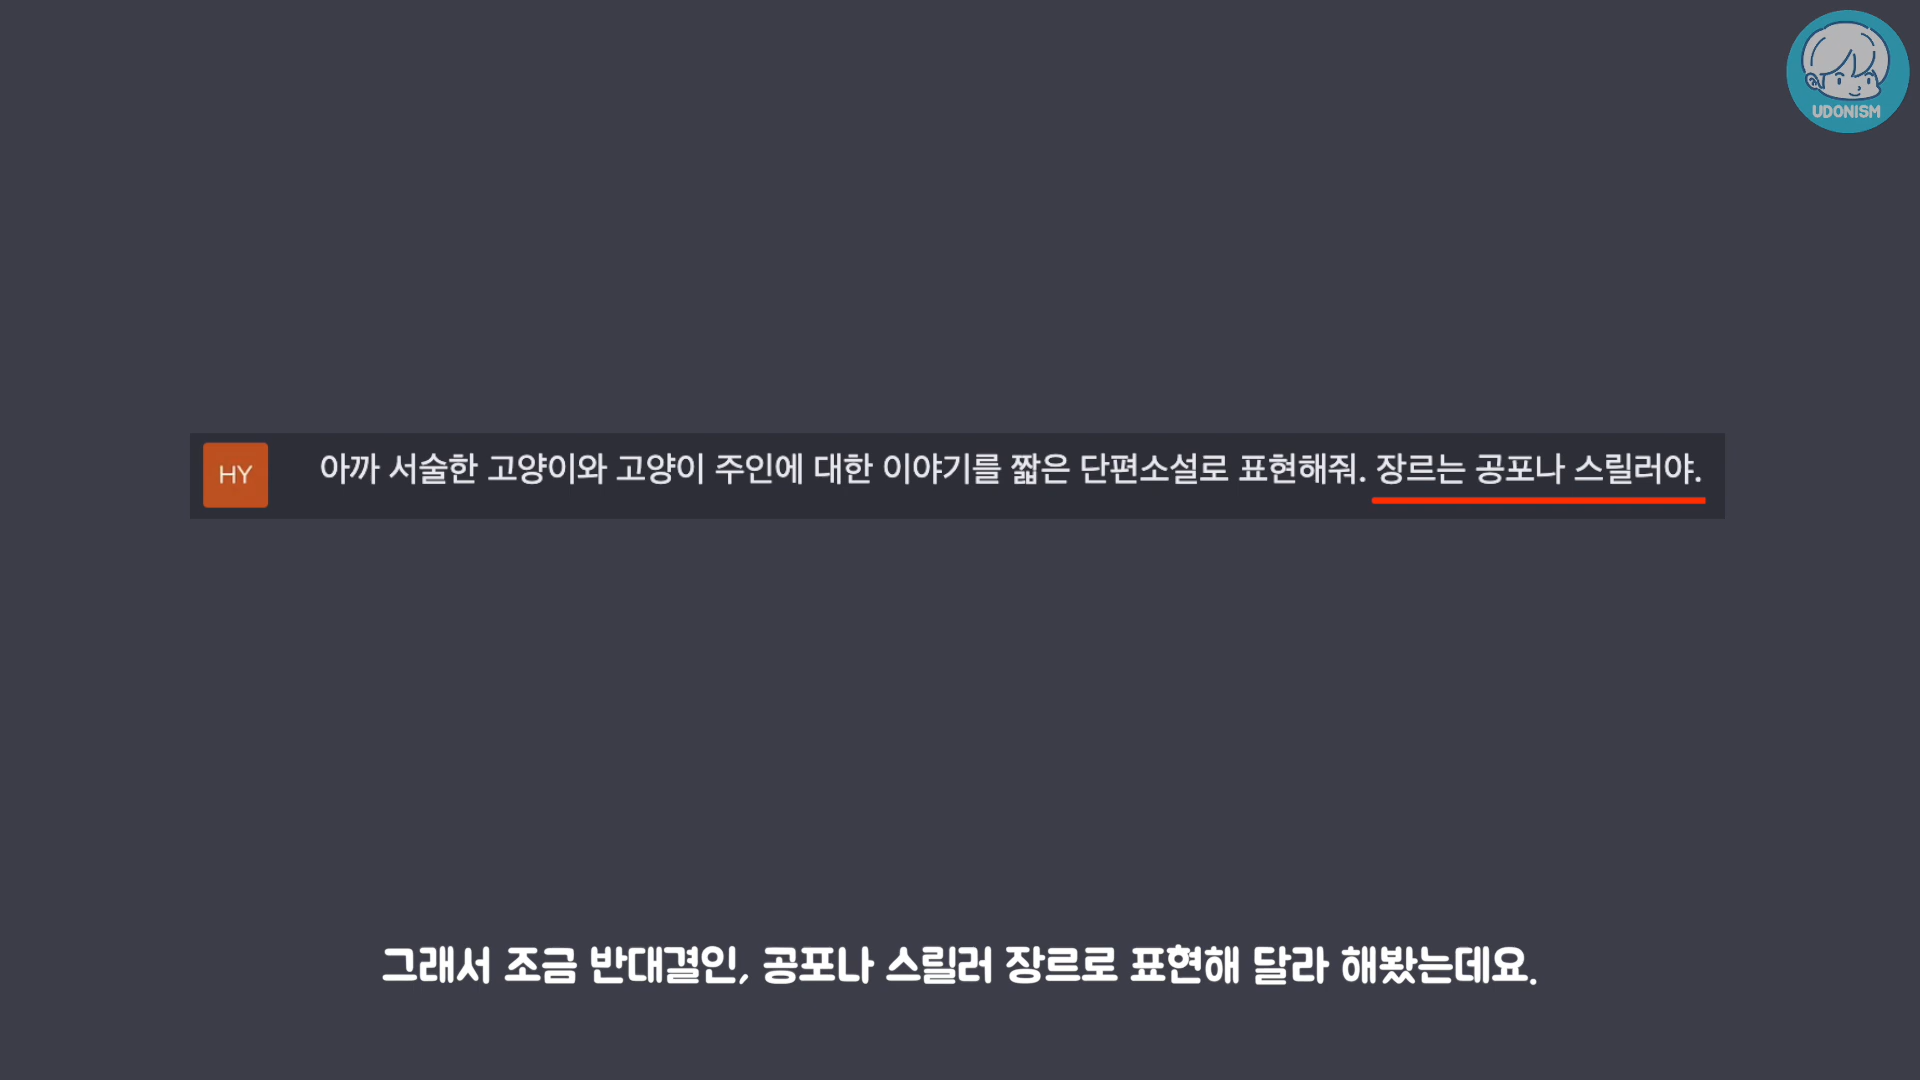 UDONISM
HY
아까 서술한 고양이와 고양이 주인에 대한 이야기를 짧은 단편소설로 표현해줘. 장르는 공포나 스릴러야.
그래서 조금 반대결인, 공포나 스릴러 장르로 표현해 달라 해봤는데요.